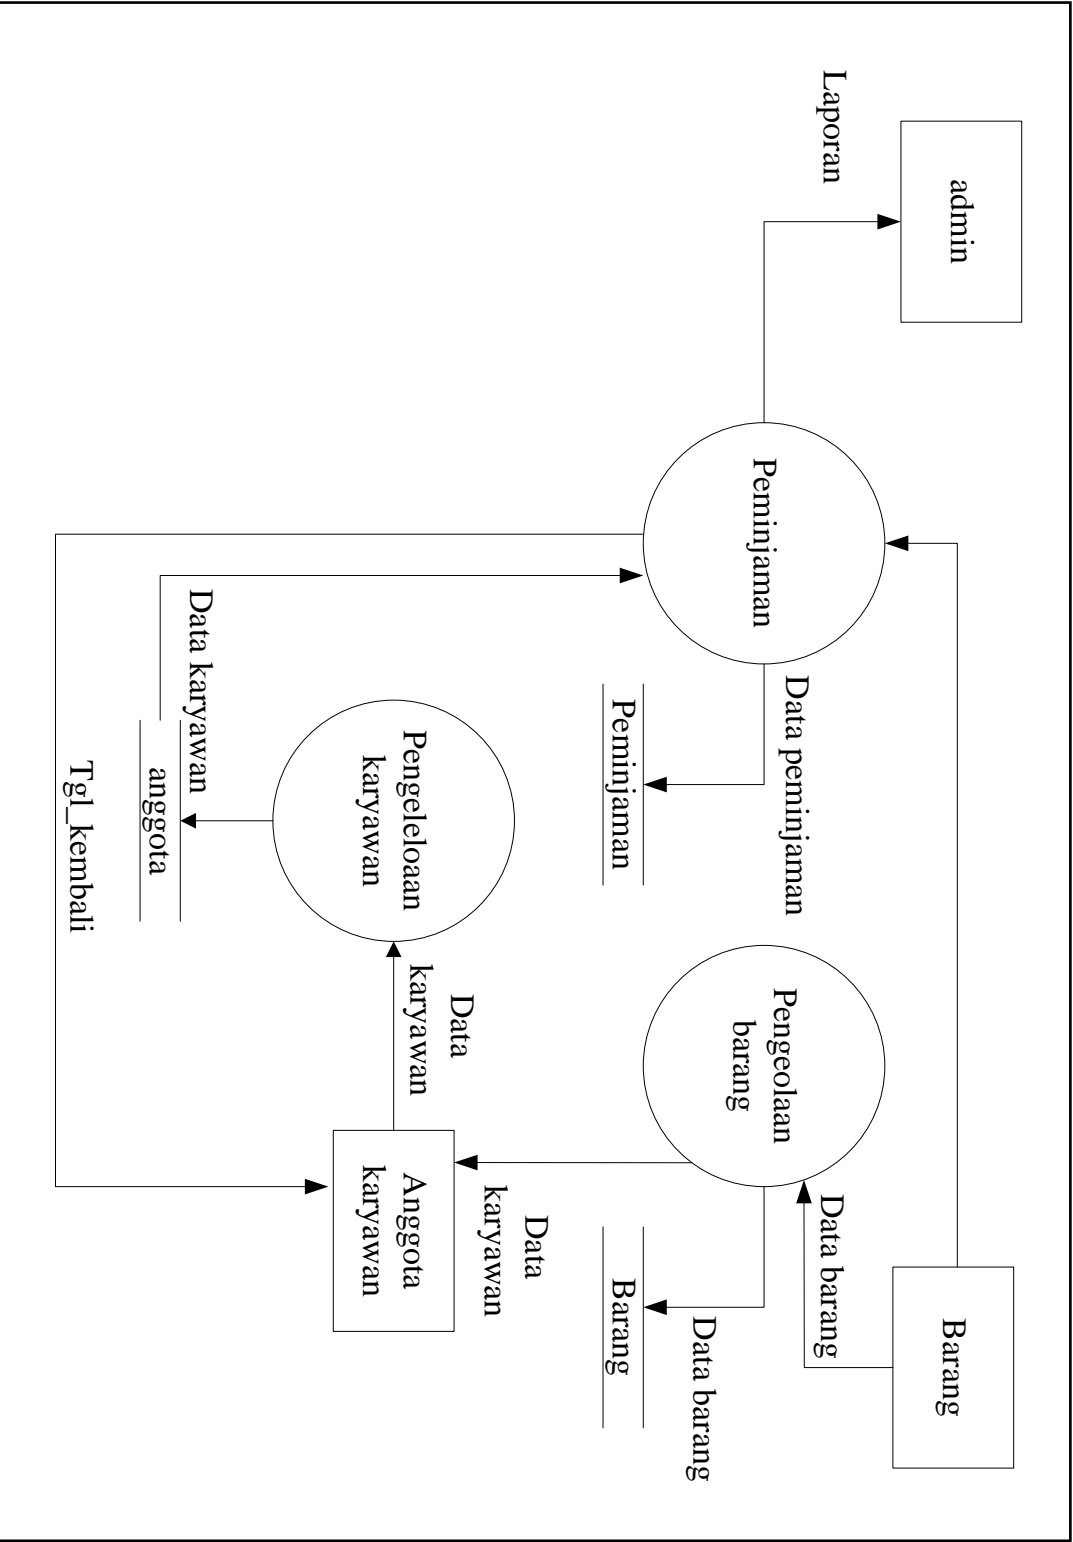 admin
Barang
Laporan
Data barang
Peminjaman
Data peminjaman
Pengeolaan
barang
Data barang
Peminjaman
Barang
Data
karyawan
Data
karyawan
Pengeleloaan
karyawan
Anggota
karyawan
Data karyawan
anggota
Tgl_kembali